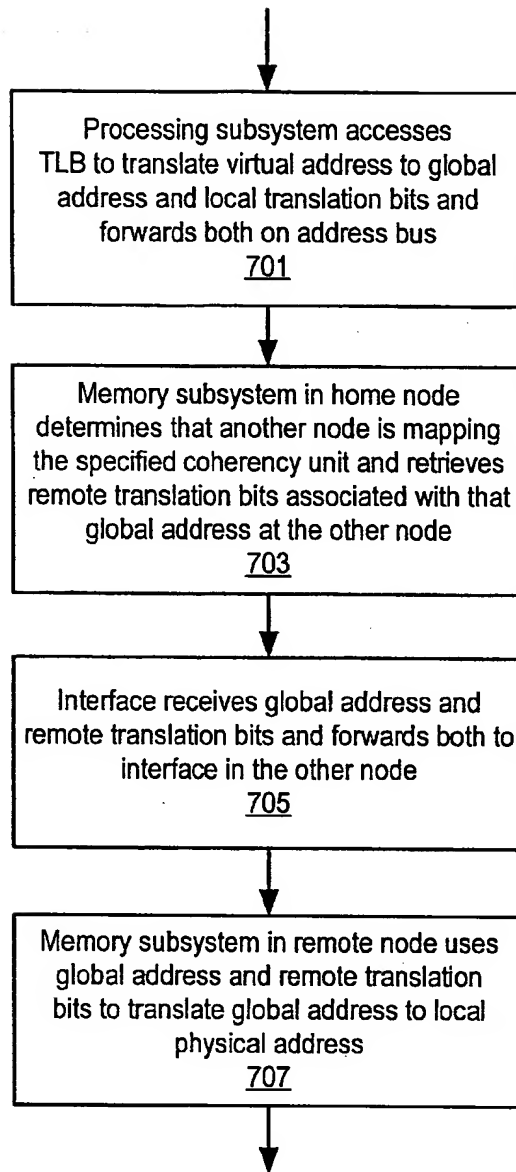 Processing subsystem accesses
TLB to translate virtual address to global
address and local translation bits and
forwards both on address bus
701
Memory subsystem in home node
determines that another node is mapping
the specified coherency unit and retrieves
remote translation bits associated with that
global address at the other node
703
Interface receives global address and
remote translation bits and forwards both to
interface in the other node
705
Memory subsystem in remote node uses
global address and remote translation
bits to translate global address to local
physical address
707